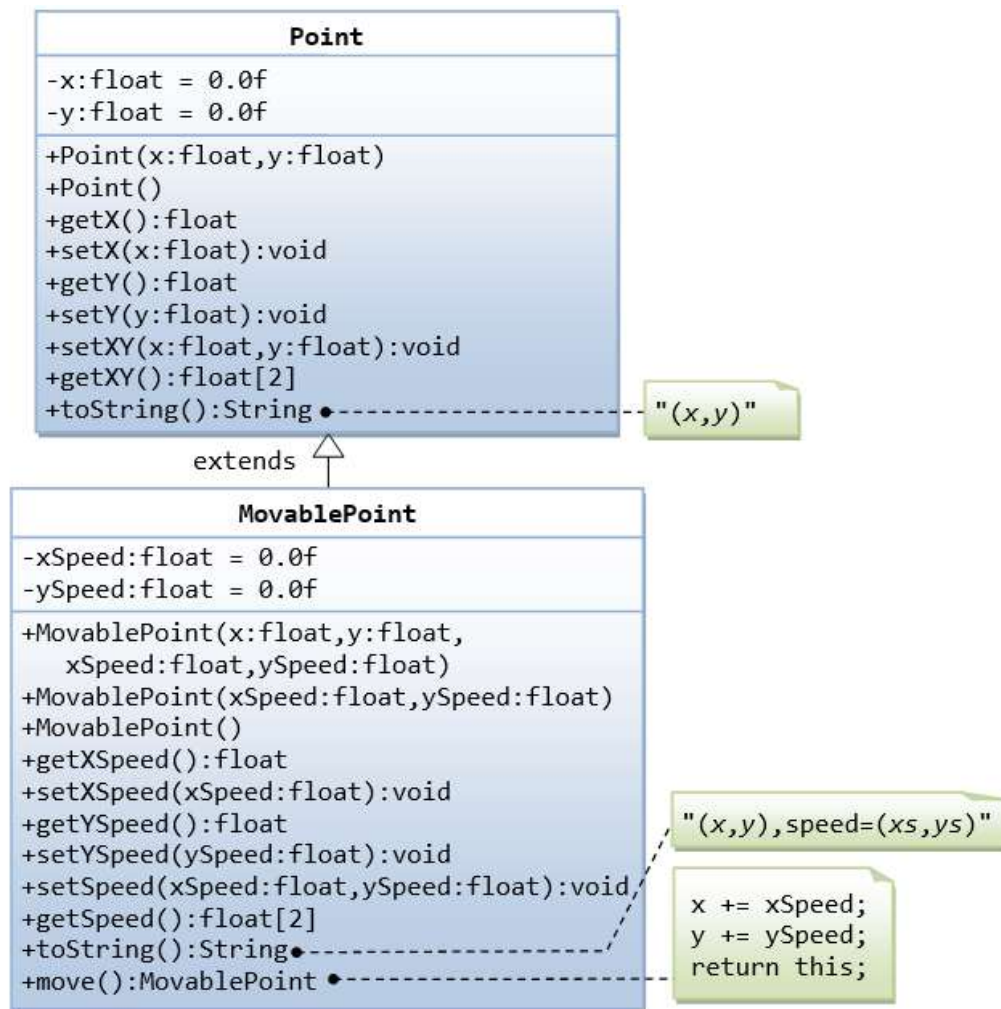 Point
-x:float = 0.0f
-y:float = 0.0f
+Point(x:float,y:float)
+Point()
+getX():float
+setX(x:float):void
+getY():float
+setY(y:float):void
+setXY(x:float,y:float):void
+getXY():float[2]
+toString():String
"(x,y)"
extends
MovablePoint
-xSpeed:float = 0.0f
-ySpeed:float = 0.0f
+MovablePoint(x:float,y:float,
xSpeed:float,ySpeed:float)
+MovablePoint(xSpeed:float,ySpeed:float)
+MovablePoint()
+getXSpeed():float
+setXSpeed(xSpeed:float):void
+getYSpeed():float
+setYSpeed(ySpeed:float):void
+setSpeed(xSpeed:float,ySpeed:float):void
+getSpeed():float[2]
+toString():String
+move():MovablePoint
"(x,y),speed=(xs,ys)"
x += xSpeed;
y += ySpeed;
return this;